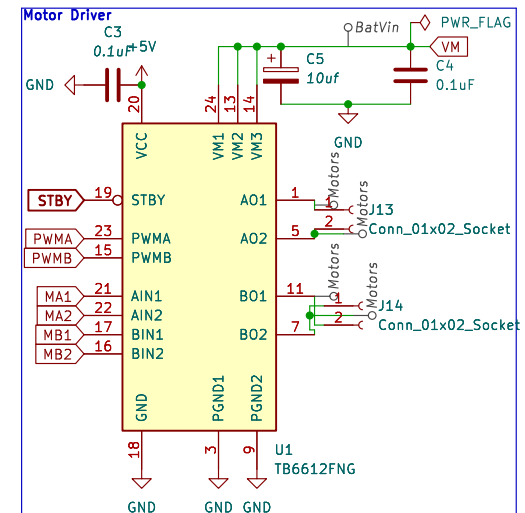 Motor Driver
C3
0.1uF
+5V
GND
BatVin
PWR_FLAG
VM
C5
10uf
C4
0.1uF
GND
20
24
13
14
VCC
VM1
VM2
VM3
STBY
19
STBY
AO1
1
Motors
1
Motors
J13
PWMA
23
PWMA
AO2
5
2
Conn_01x02_Socket
PWMB
15
PWMB
MA1
21
AIN1
BO1
11
Motors
1
Motors
J14
MA2
22
AIN2
2
Conn_01x02_Socket
MB1
17
BIN1
BO2
7
MB2
16
BIN2
GND
PGND1
PGND2
18
3
9
U1
TB6612FNG
GND
GND
GND